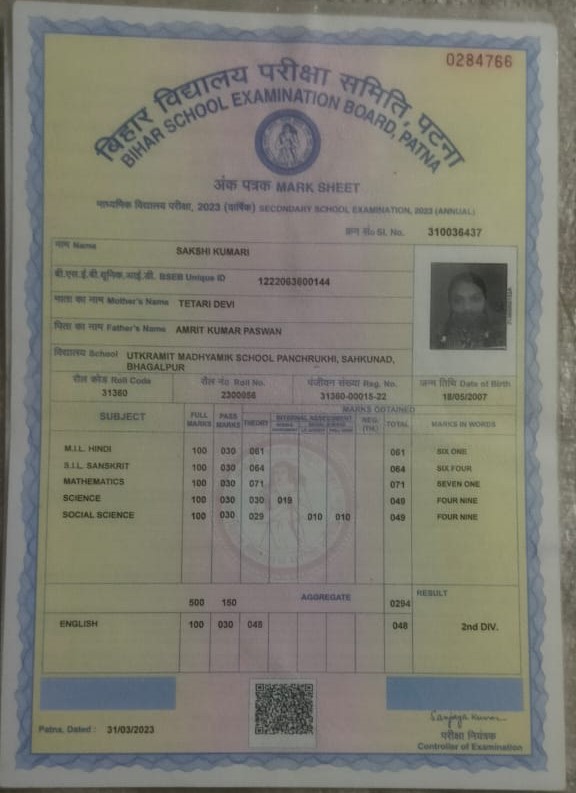 0284766
बिहार विद्यालय परीक्षा समिति, पटना
BIHAR SCHOOL EXAMINATION BOARD, PATNA
अंक पत्रक MARK SHEET
माध्यमिक विद्यालय परीक्षा, 2023 (वार्षिक) SECONDARY SCHOOL EXAMINATION, 2023 (ANNUAL)
क्रम सं० Sl. No. 310036437
नाम Name SAKSHI KUMARI
बी.एस.ई.बी.यूनिक.आई.डी. BSEB Unique ID 1222063600144
माता का नाम Mother's Name TETARI DEVI
पिता का नाम Father's Name AMRIT KUMAR PASWAN
विद्यालय School UTKRAMIT MADHYAMIK SCHOOL PANCHRUKHI, SAHKUNAD,
BHAGALPUR
रौल कोड Roll Code रौल नं० Roll No. पंजीयन संख्या Reg. No. जन्म तिथि Date of Birth
31360 2300056 31360-00015-22 18/05/2007
MARKS OBTAINED
SUBJECT FULL MARKS PASS MARKS THEORY INTERNAL ASSESSMENT REG. (TH.) TOTAL MARKS IN WORDS
M.I.L. HINDI 100 030 061 061 SIX ONE
S.I.L. SANSKRIT 100 030 064 064 SIX FOUR
MATHEMATICS 100 030 071 071 SEVEN ONE
SCIENCE 100 030 030 019 049 FOUR NINE
SOCIAL SCIENCE 100 030 029 010 010 049 FOUR NINE
500 150 AGGREGATE 0294 RESULT
ENGLISH 100 030 048 048 2nd DIV.
Patna, Dated : 31/03/2023
Sanjay Kumar
परीक्षा नियंत्रक
Controller of Examination